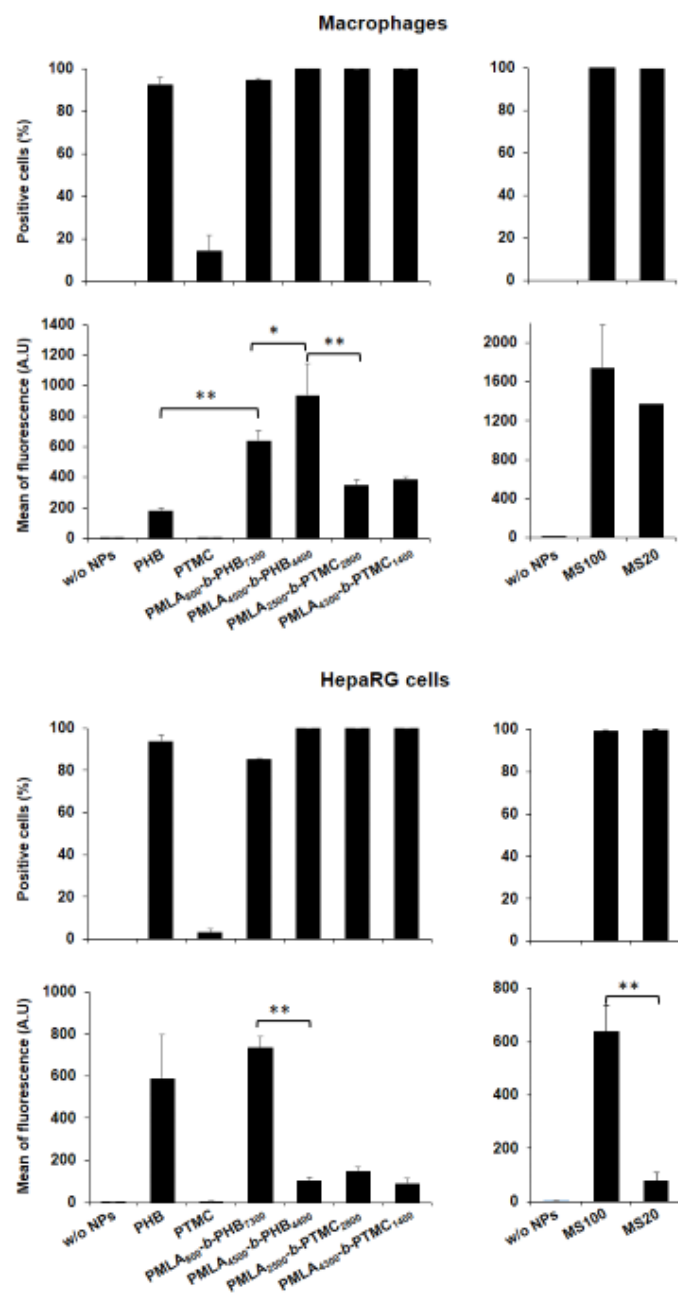 Macrophages
Positive cells (%)
100
80
60
40
20
0
100
80
60
40
20
0
Mean of fluorescence (A.U)
1400
1200
1000
800
600
400
200
0
**
*
**
w/o NPs
PHB
PTMC
PMLA₈₀₀-b-PHB₇₃₀₀
PMLA₄₅₀₀-b-PHB₄₄₀₀
PMLA₂₅₀₀-b-PTMC₂₈₀₀
PMLA₄₃₀₀-b-PTMC₁₄₀₀
2000
1600
1200
800
400
0
w/o NPs
MS100
MS20
HepaRG cells
Positive cells (%)
100
80
60
40
20
0
100
80
60
40
20
0
Mean of fluorescence (A.U)
1000
800
600
400
200
0
**
w/o NPs
PHB
PTMC
PMLA₈₀₀-b-PHB₇₃₀₀
PMLA₄₅₀₀-b-PHB₄₄₀₀
PMLA₂₅₀₀-b-PTMC₂₈₀₀
PMLA₄₃₀₀-b-PTMC₁₄₀₀
800
600
400
200
0
**
w/o NPs
MS100
MS20